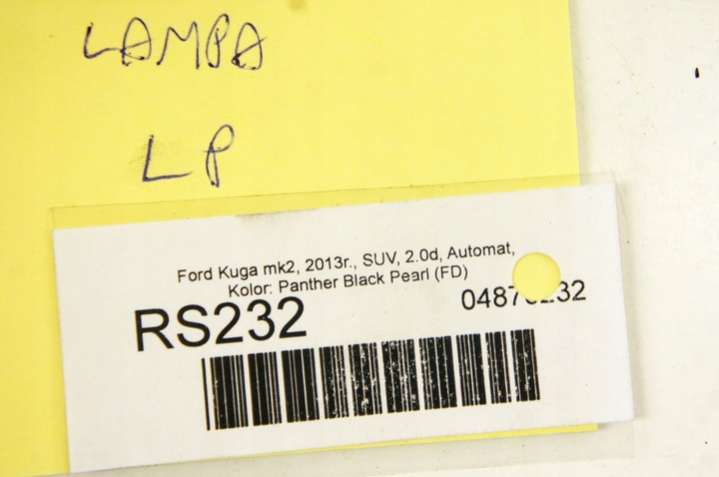 LAMPA
LP
Ford Kuga mk2, 2013r., SUV, 2.0d, Automat,
Kolor: Panther Black Pearl (FD)
RS232